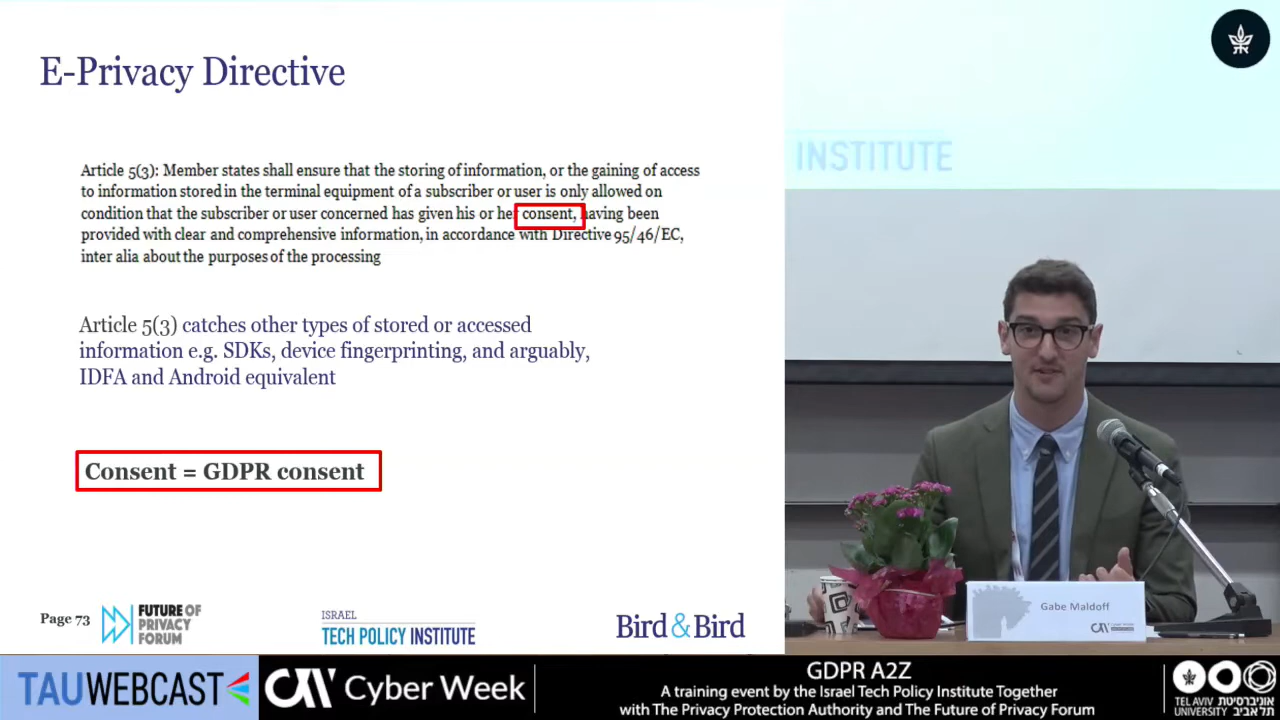 E-Privacy Directive
Article 5(3): Member states shall ensure that the storing of information, or the gaining of access
to information stored in the terminal equipment of a subscriber or user is only allowed on
condition that the subscriber or user concerned has given his or her consent, having been
provided with clear and comprehensive information, in accordance with Directive 95/46/EC,
inter alia about the purposes of the processing
Article 5(3) catches other types of stored or accessed
information e.g. SDKs, device fingerprinting, and arguably,
IDFA and Android equivalent
Consent = GDPR consent
Page 73
FUTURE OF
PRIVACY
FORUM
ISRAEL
TECH POLICY INSTITUTE
Bird & Bird
INSTITUTE
Gabe Maldoff
TAUWEBCAST
Cyber Week
GDPR A2Z
A training event by the Israel Tech Policy Institute Together
with The Privacy Protection Authority and The Future of Privacy Forum
TEL AVIV אוניברסיטת
UNIVERSITY תל אביב